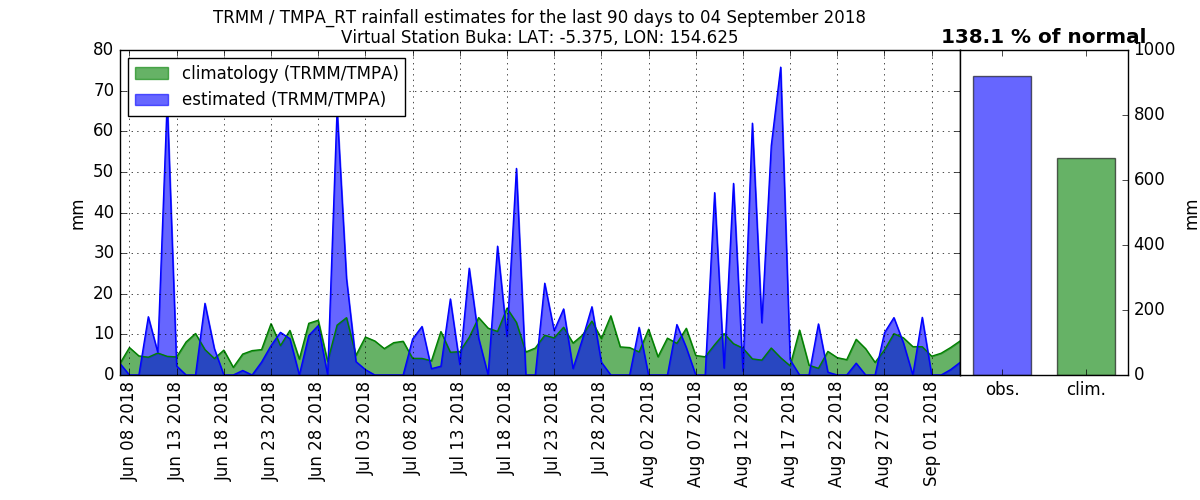 TRMM / TMPA_RT rainfall estimates for the last 90 days to 04 September 2018
Virtual Station Buka: LAT: -5.375, LON: 154.625
138.1 % of normal
climatology (TRMM/TMPA)
estimated (TRMM/TMPA)
80
70
60
50
40
30
20
10
0
mm
1000
800
600
400
200
0
mm
Jun 08 2018
Jun 13 2018
Jun 18 2018
Jun 23 2018
Jun 28 2018
Jul 03 2018
Jul 08 2018
Jul 13 2018
Jul 18 2018
Jul 23 2018
Jul 28 2018
Aug 02 2018
Aug 07 2018
Aug 12 2018
Aug 17 2018
Aug 22 2018
Aug 27 2018
Sep 01 2018
obs.
clim.